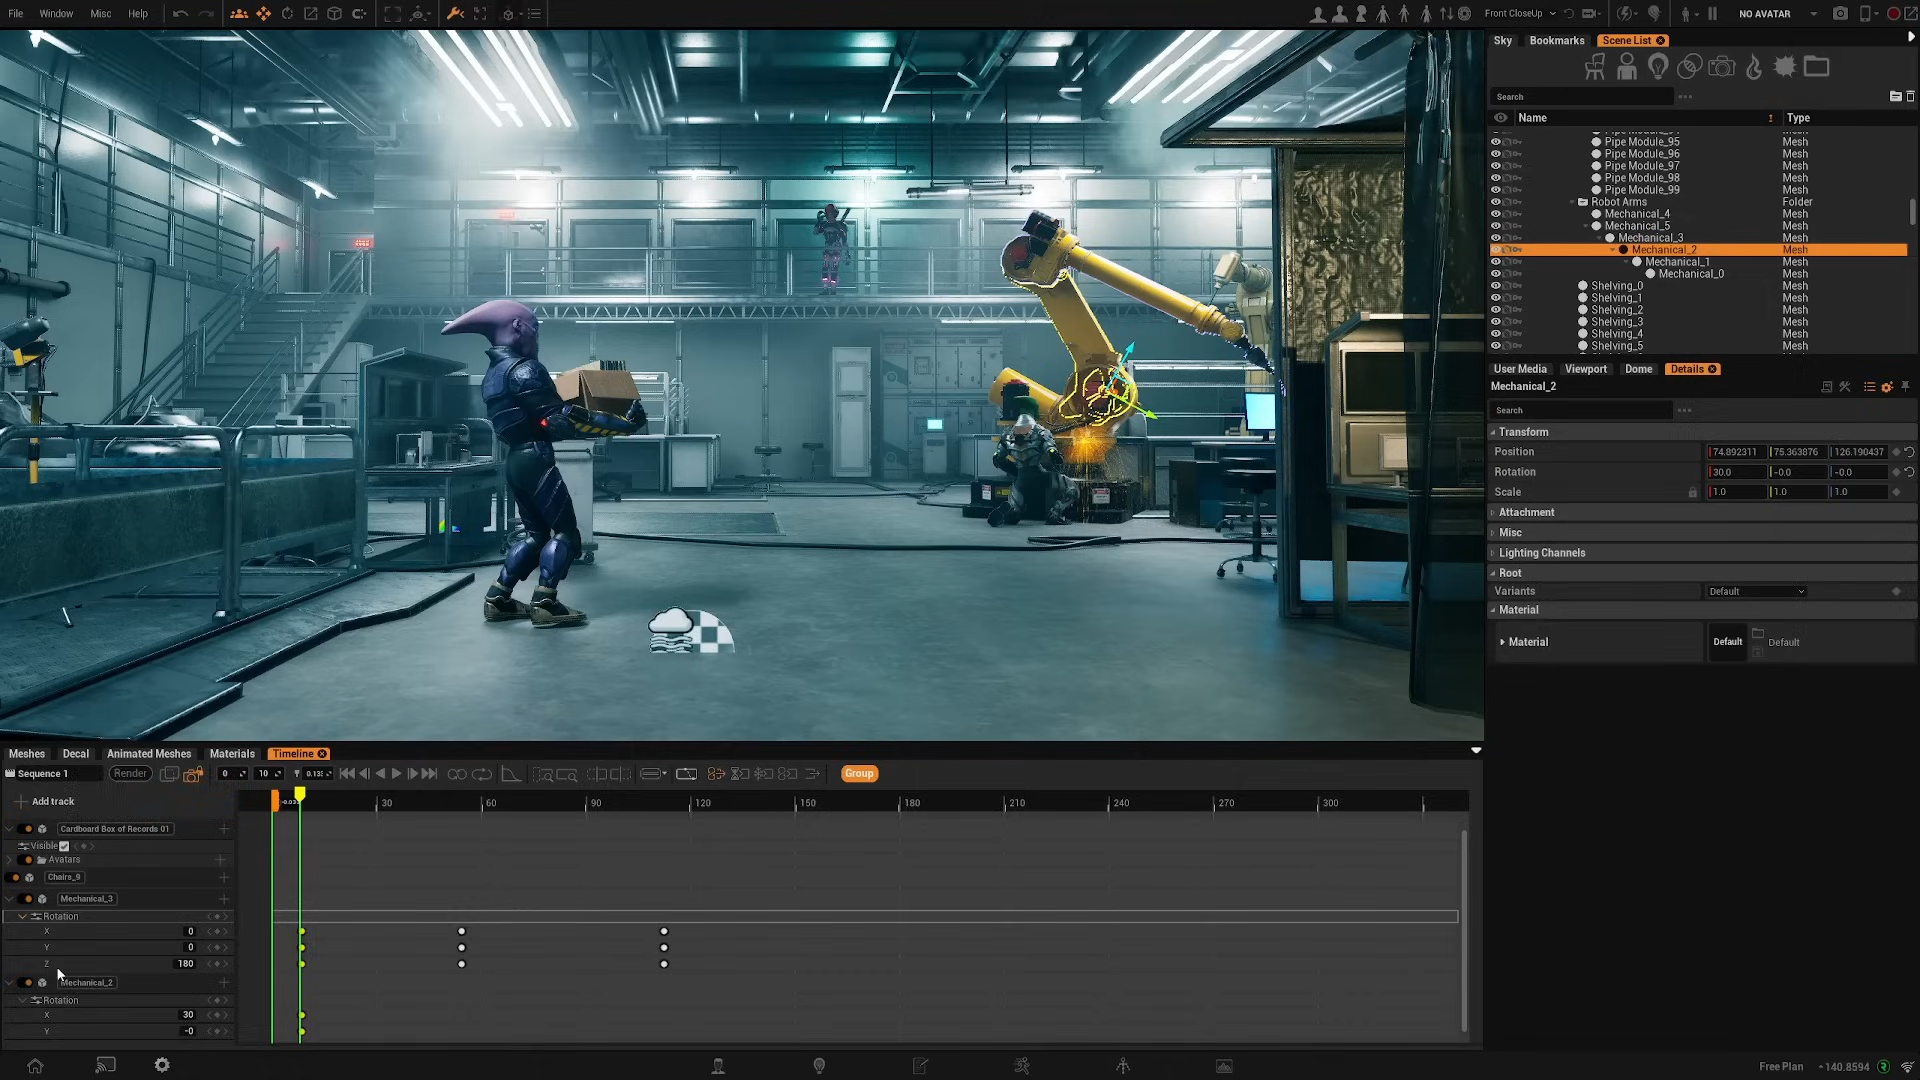 File Window Misc Help
Front CloseUp
NO AVATAR
Sky Bookmarks Scene List
Search
Name Type
Pipe Module_94 Mesh
Pipe Module_95 Mesh
Pipe Module_96 Mesh
Pipe Module_97 Mesh
Pipe Module_98 Mesh
Pipe Module_99 Mesh
Robot Arms Folder
Mechanical_4 Mesh
Mechanical_5 Mesh
Mechanical_3 Mesh
Mechanical_2 Mesh
Mechanical_1 Mesh
Mechanical_0 Mesh
Shelving_0 Mesh
Shelving_1 Mesh
Shelving_2 Mesh
Shelving_3 Mesh
Shelving_4 Mesh
Shelving_5 Mesh
User Media Viewport Dome Details
Mechanical_2
Search
Transform
Position 74.892311 75.363876 126.190437
Rotation 30.0 -0.0 -0.0
Scale 1.0 1.0 1.0
Attachment
Misc
Lighting Channels
Root
Variants Default
Material
Material Default Default
Meshes Decal Animated Meshes Materials Timeline
Sequence 1 Render 0 10 Group
Add track
30 60 90 120 150 180 210 240 270 300
Cardboard Box of Records 01
Visible
Avatars
Chairs_9
Mechanical_3
Rotation
X 0
Y 0
Z 180
Mechanical_2
Rotation
X 30
Y -0
Free Plan -140.8594